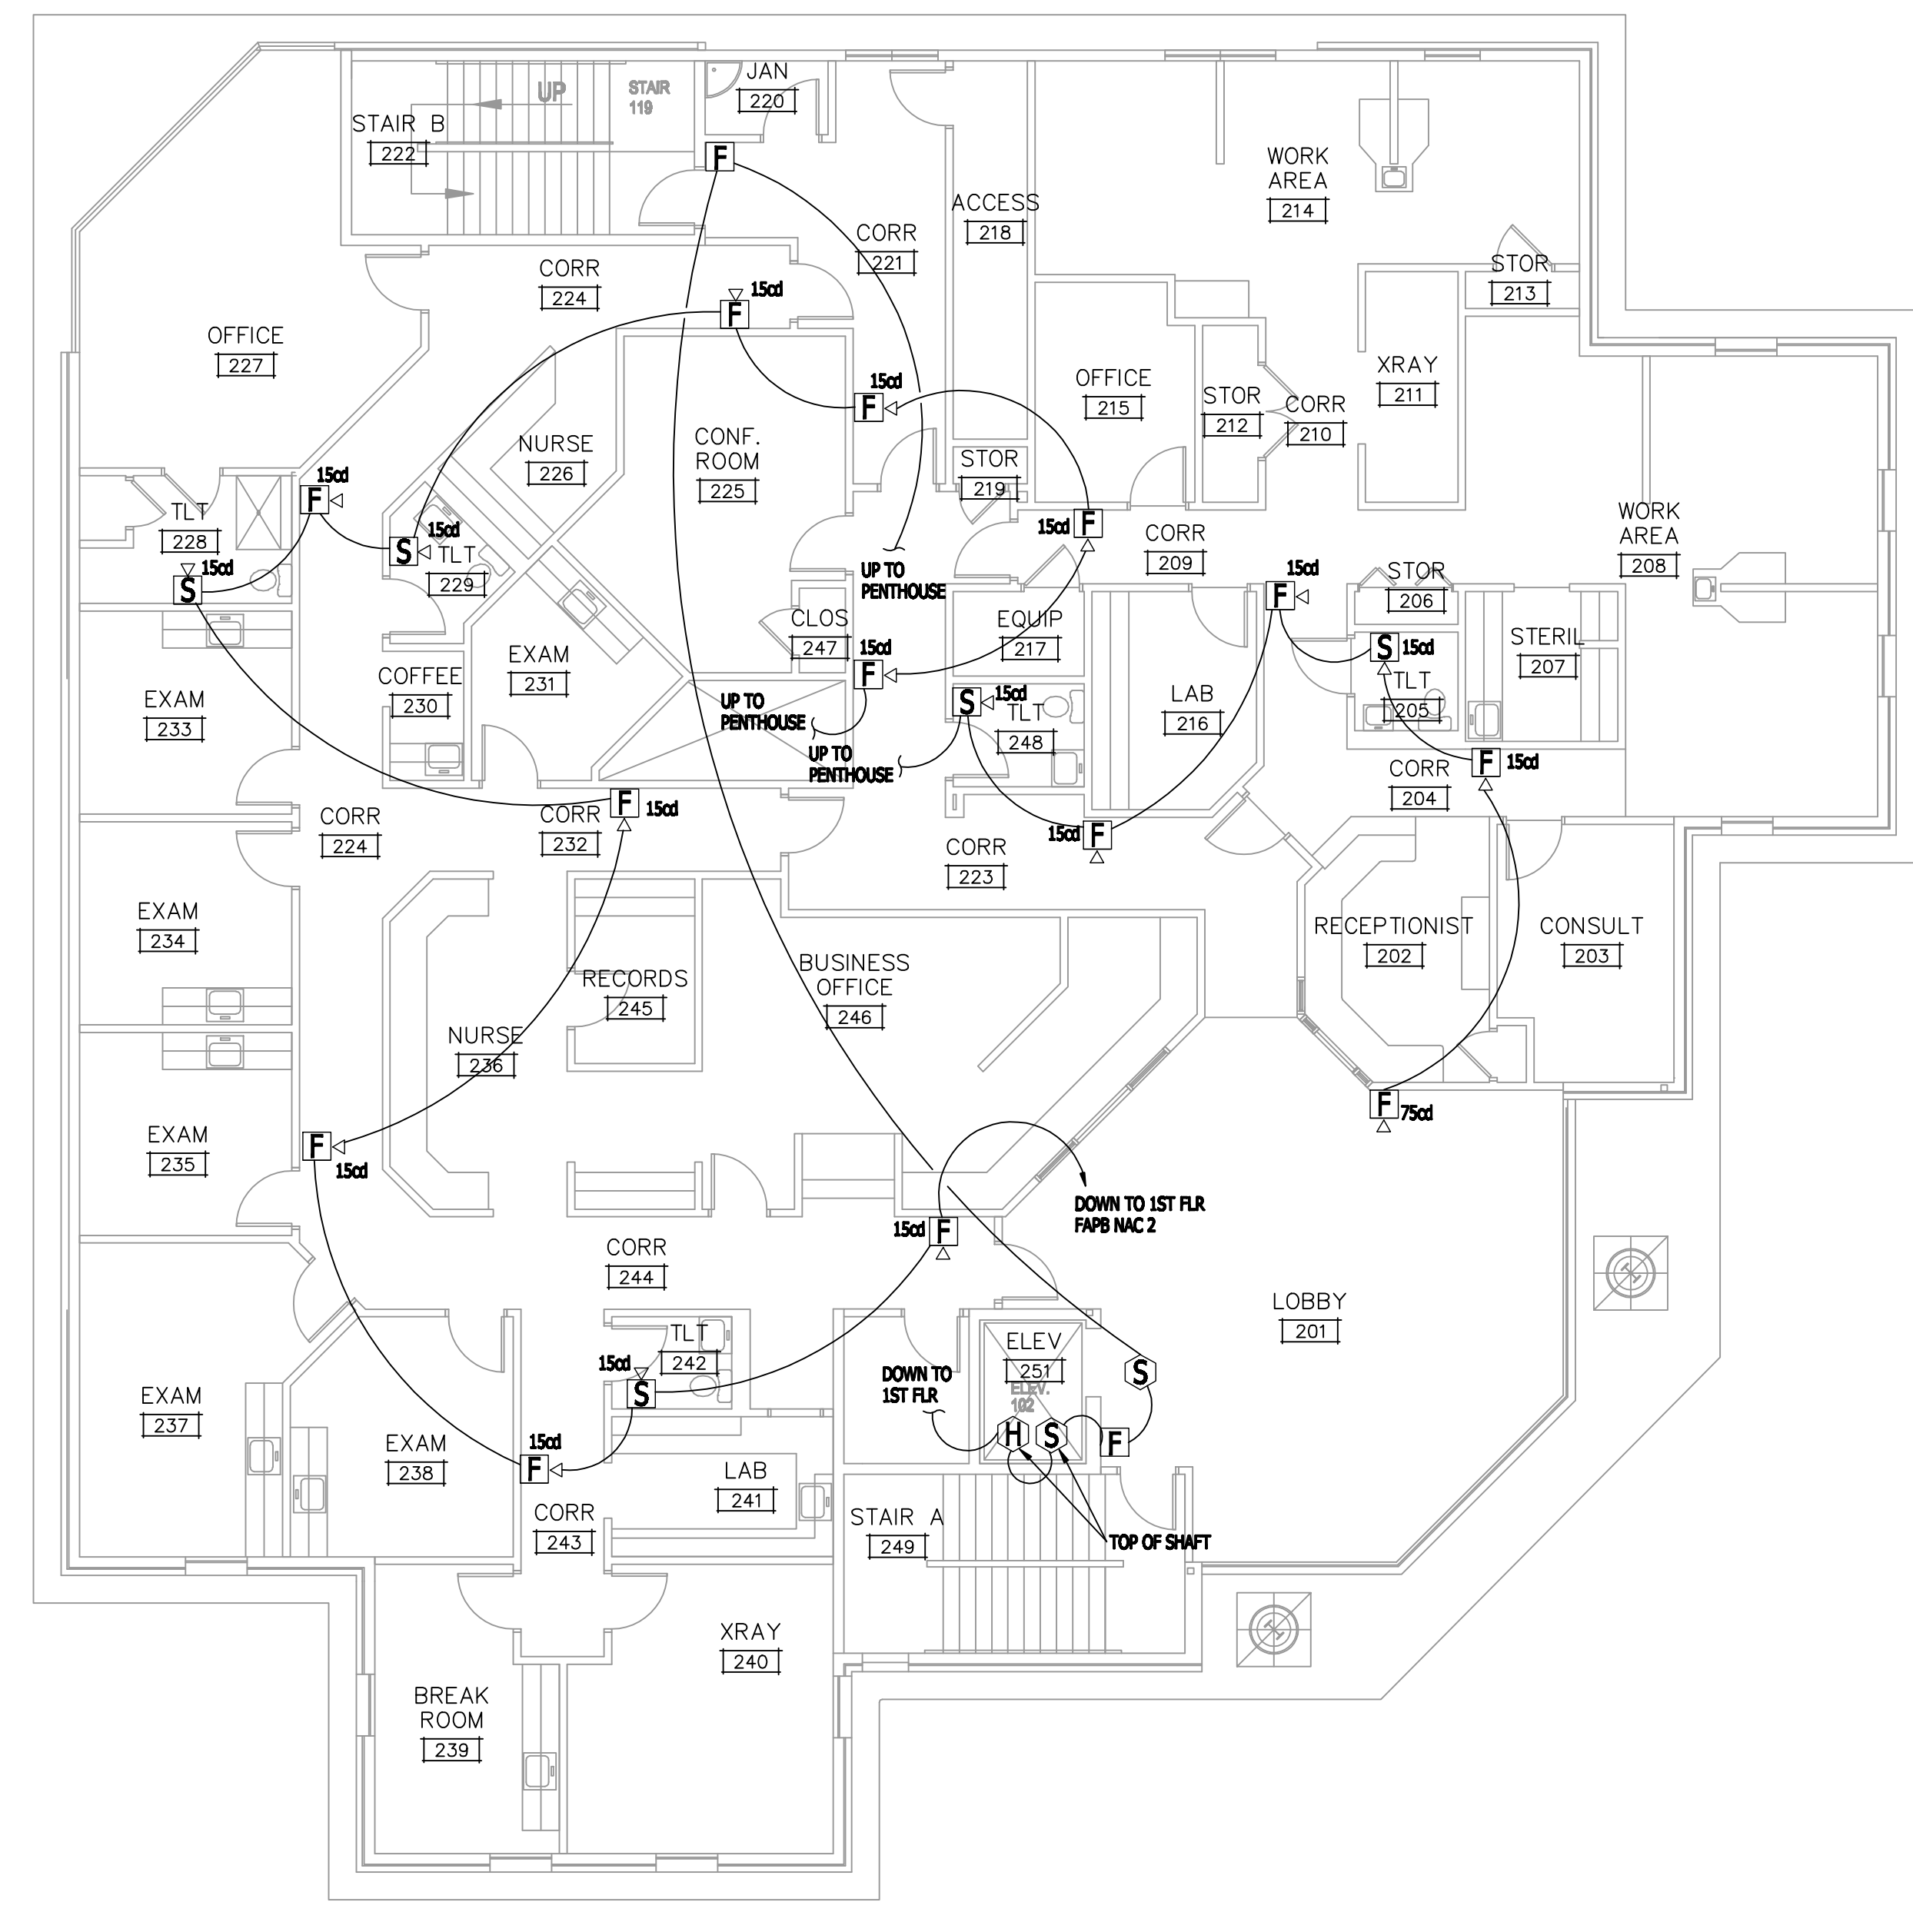 JAN
220
UP
STAIR
119
STAIR B
222
F
WORK
AREA
214
ACCESS
218
CORR
221
CORR
224
STOR
213
15cd
F
OFFICE
227
XRAY
211
OFFICE
215
15cd
F
STOR
212
CORR
210
NURSE
226
CONF.
ROOM
225
STOR
219
15cd
F
TLT
228
15cd
S
15cd
S
TLT
229
15cd
F
CORR
209
WORK
AREA
208
UP TO
PENTHOUSE
15cd
F
STOR
206
CLOS
247
EQUIP
217
S
15cd
STERIL
207
EXAM
231
15cd
F
COFFEE
230
TLT
205
EXAM
233
UP TO
PENTHOUSE
S
15cd
TLT
248
LAB
216
UP TO
PENTHOUSE
F
15cd
CORR
204
F
15cd
CORR
232
CORR
224
15cd
F
CORR
223
EXAM
234
RECEPTIONIST
202
CONSULT
203
RECORDS
245
BUSINESS
OFFICE
246
NURSE
236
F
75cd
EXAM
235
F
15cd
DOWN TO 1ST FLR
FAPB NAC 2
15cd
F
CORR
244
LOBBY
201
TLT
242
15cd
S
ELEV
251
ELEV.
102
S
DOWN TO
1ST FLR
EXAM
237
H
S
F
EXAM
238
15cd
F
LAB
241
CORR
243
STAIR A
249
TOP OF SHAFT
XRAY
240
BREAK
ROOM
239